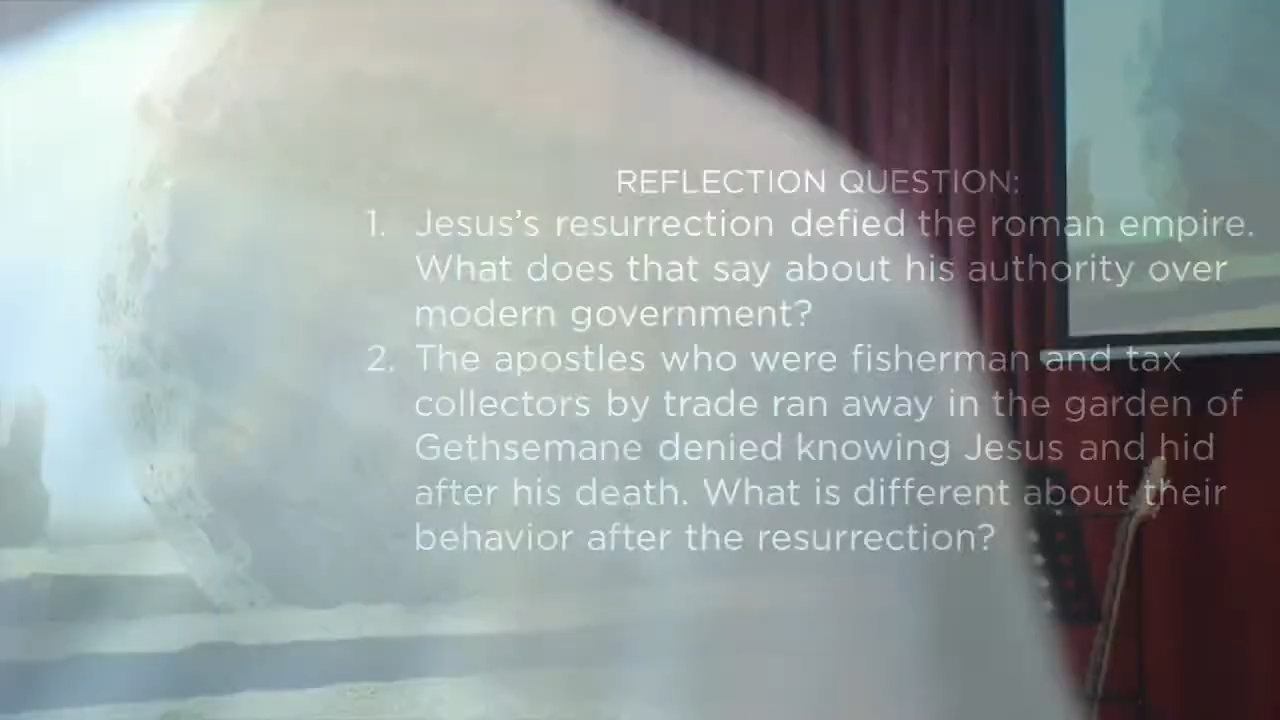 REFLECTION QUESTION:
1. Jesus's resurrection defied the roman empire.
What does that say about his authority over
modern government?
2. The apostles who were fisherman and tax
collectors by trade ran away in the garden of
Gethsemane denied knowing Jesus and hid
after his death. What is different about their
behavior after the resurrection?